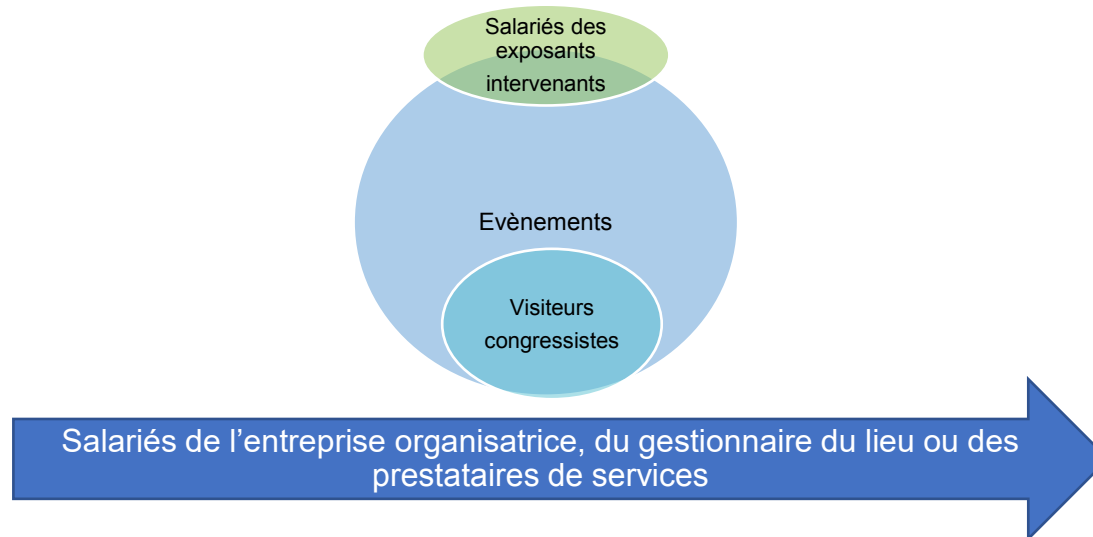 Salariés des
exposants
intervenants
Evènements
Visiteurs
congressistes
Salariés de l’entreprise organisatrice, du gestionnaire du lieu ou des
prestataires de services